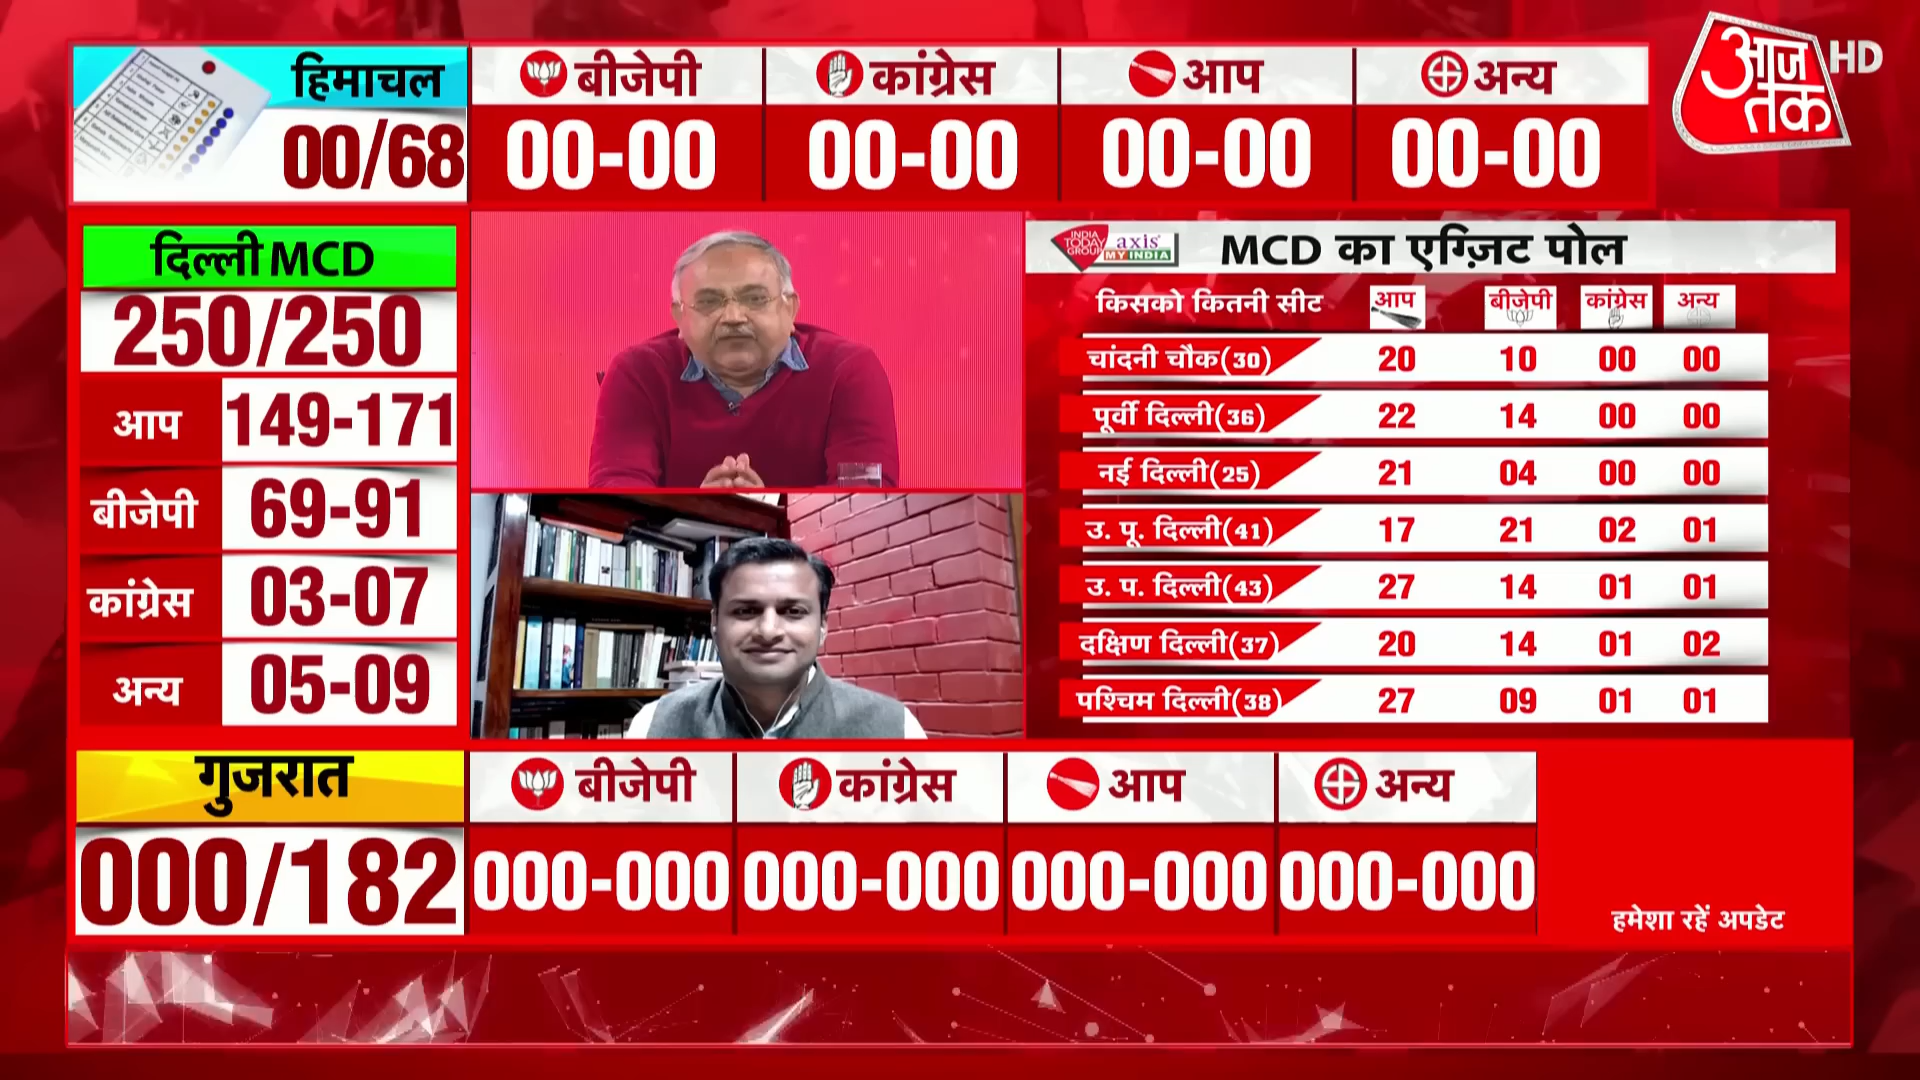 हिमाचल
00/68
बीजेपी
कांग्रेस
आप
अन्य
00-00
00-00
00-00
00-00
आज तक HD
दिल्ली MCD
250/250
आप 149-171
बीजेपी 69-91
कांग्रेस 03-07
अन्य 05-09
INDIA TODAY GROUP
axis MY INDIA
MCD का एग्ज़िट पोल
किसको कितनी सीट आप बीजेपी कांग्रेस अन्य
चांदनी चौक(30) 20 10 00 00
पूर्वी दिल्ली(36) 22 14 00 00
नई दिल्ली(25) 21 04 00 00
उ. पू. दिल्ली(41) 17 21 02 01
उ. प. दिल्ली(43) 27 14 01 01
दक्षिण दिल्ली(37) 20 14 01 02
पश्चिम दिल्ली(38) 27 09 01 01
गुजरात
000/182
बीजेपी
कांग्रेस
आप
अन्य
000-000
000-000
000-000
000-000
हमेशा रहें अपडेट